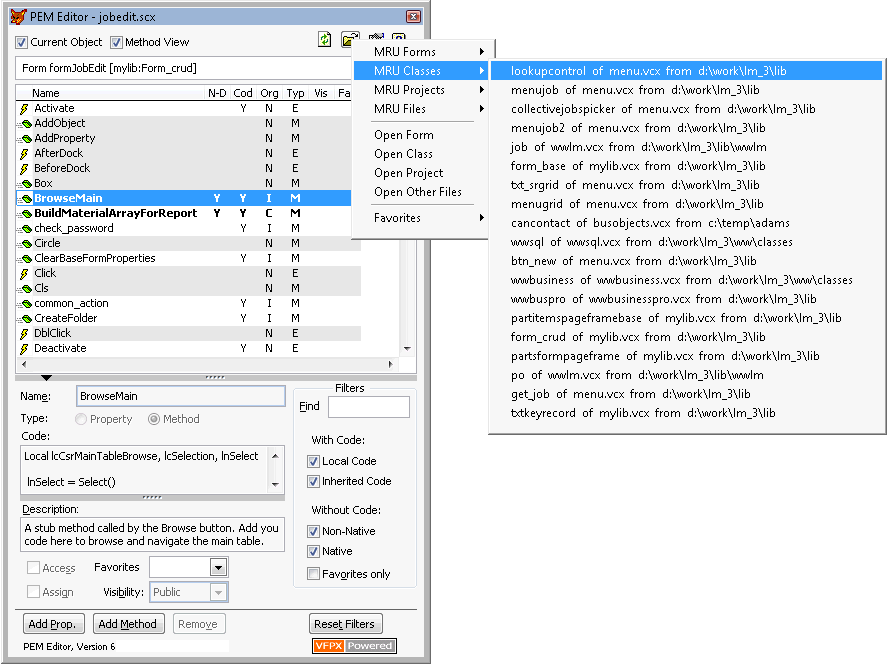 PEM Editor - jobedit.scx
Current Object Method View
Form formJobEdit [mylib:Form_crud]
Name N-D Cod Org Typ Vis Fa
Activate Y N E
AddObject N M
AddProperty N M
AfterDock N E
BeforeDock N E
Box N M
BrowseMain Y Y I M
BuildMaterialArrayForReport Y Y C M
check_password Y I M
Circle N M
ClearBaseFormProperties Y I M
Click N E
Cls N M
common_action Y I M
CreateFolder Y I M
DblClick N E
Deactivate Y N E
MRU Forms
MRU Classes
MRU Projects
MRU Files
Open Form
Open Class
Open Project
Open Other Files
Favorites
lookupcontrol of menu.vcx from d:\work\lm_3\lib
menujob of menu.vcx from d:\work\lm_3\lib
collectivejobspicker of menu.vcx from d:\work\lm_3\lib
menujob2 of menu.vcx from d:\work\lm_3\lib
job of wwlm.vcx from d:\work\lm_3\lib\wwlm
form_base of mylib.vcx from d:\work\lm_3\lib
txt_srgrid of menu.vcx from d:\work\lm_3\lib
menugrid of menu.vcx from d:\work\lm_3\lib
cancontact of busobjects.vcx from c:\temp\adams
wwsql of wwsql.vcx from d:\work\lm_3\ww\classes
btn_new of menu.vcx from d:\work\lm_3\lib
wwbusiness of wwbusiness.vcx from d:\work\lm_3\ww\classes
wwbuspro of wwbusinesspro.vcx from d:\work\lm_3\lib
partitemspageframebase of mylib.vcx from d:\work\lm_3\lib
form_crud of mylib.vcx from d:\work\lm_3\lib
partsformpageframe of mylib.vcx from d:\work\lm_3\lib
po of wwlm.vcx from d:\work\lm_3\lib\wwlm
get_job of menu.vcx from d:\work\lm_3\lib
txtkeyrecord of mylib.vcx from d:\work\lm_3\lib
Name: BrowseMain
Type: Property Method
Code:
Local lcCsrMainTableBrowse, lcSelection, lnSelect
lnSelect = Select()
Description:
A stub method called by the Browse button. Add you
code here to browse and navigate the main table.
Access Favorites
Assign Visibility: Public
Filters
Find
With Code:
Local Code
Inherited Code
Without Code:
Non-Native
Native
Favorites only
Add Prop. Add Method Remove Reset Filters
PEM Editor, Version 6 VFPX Powered